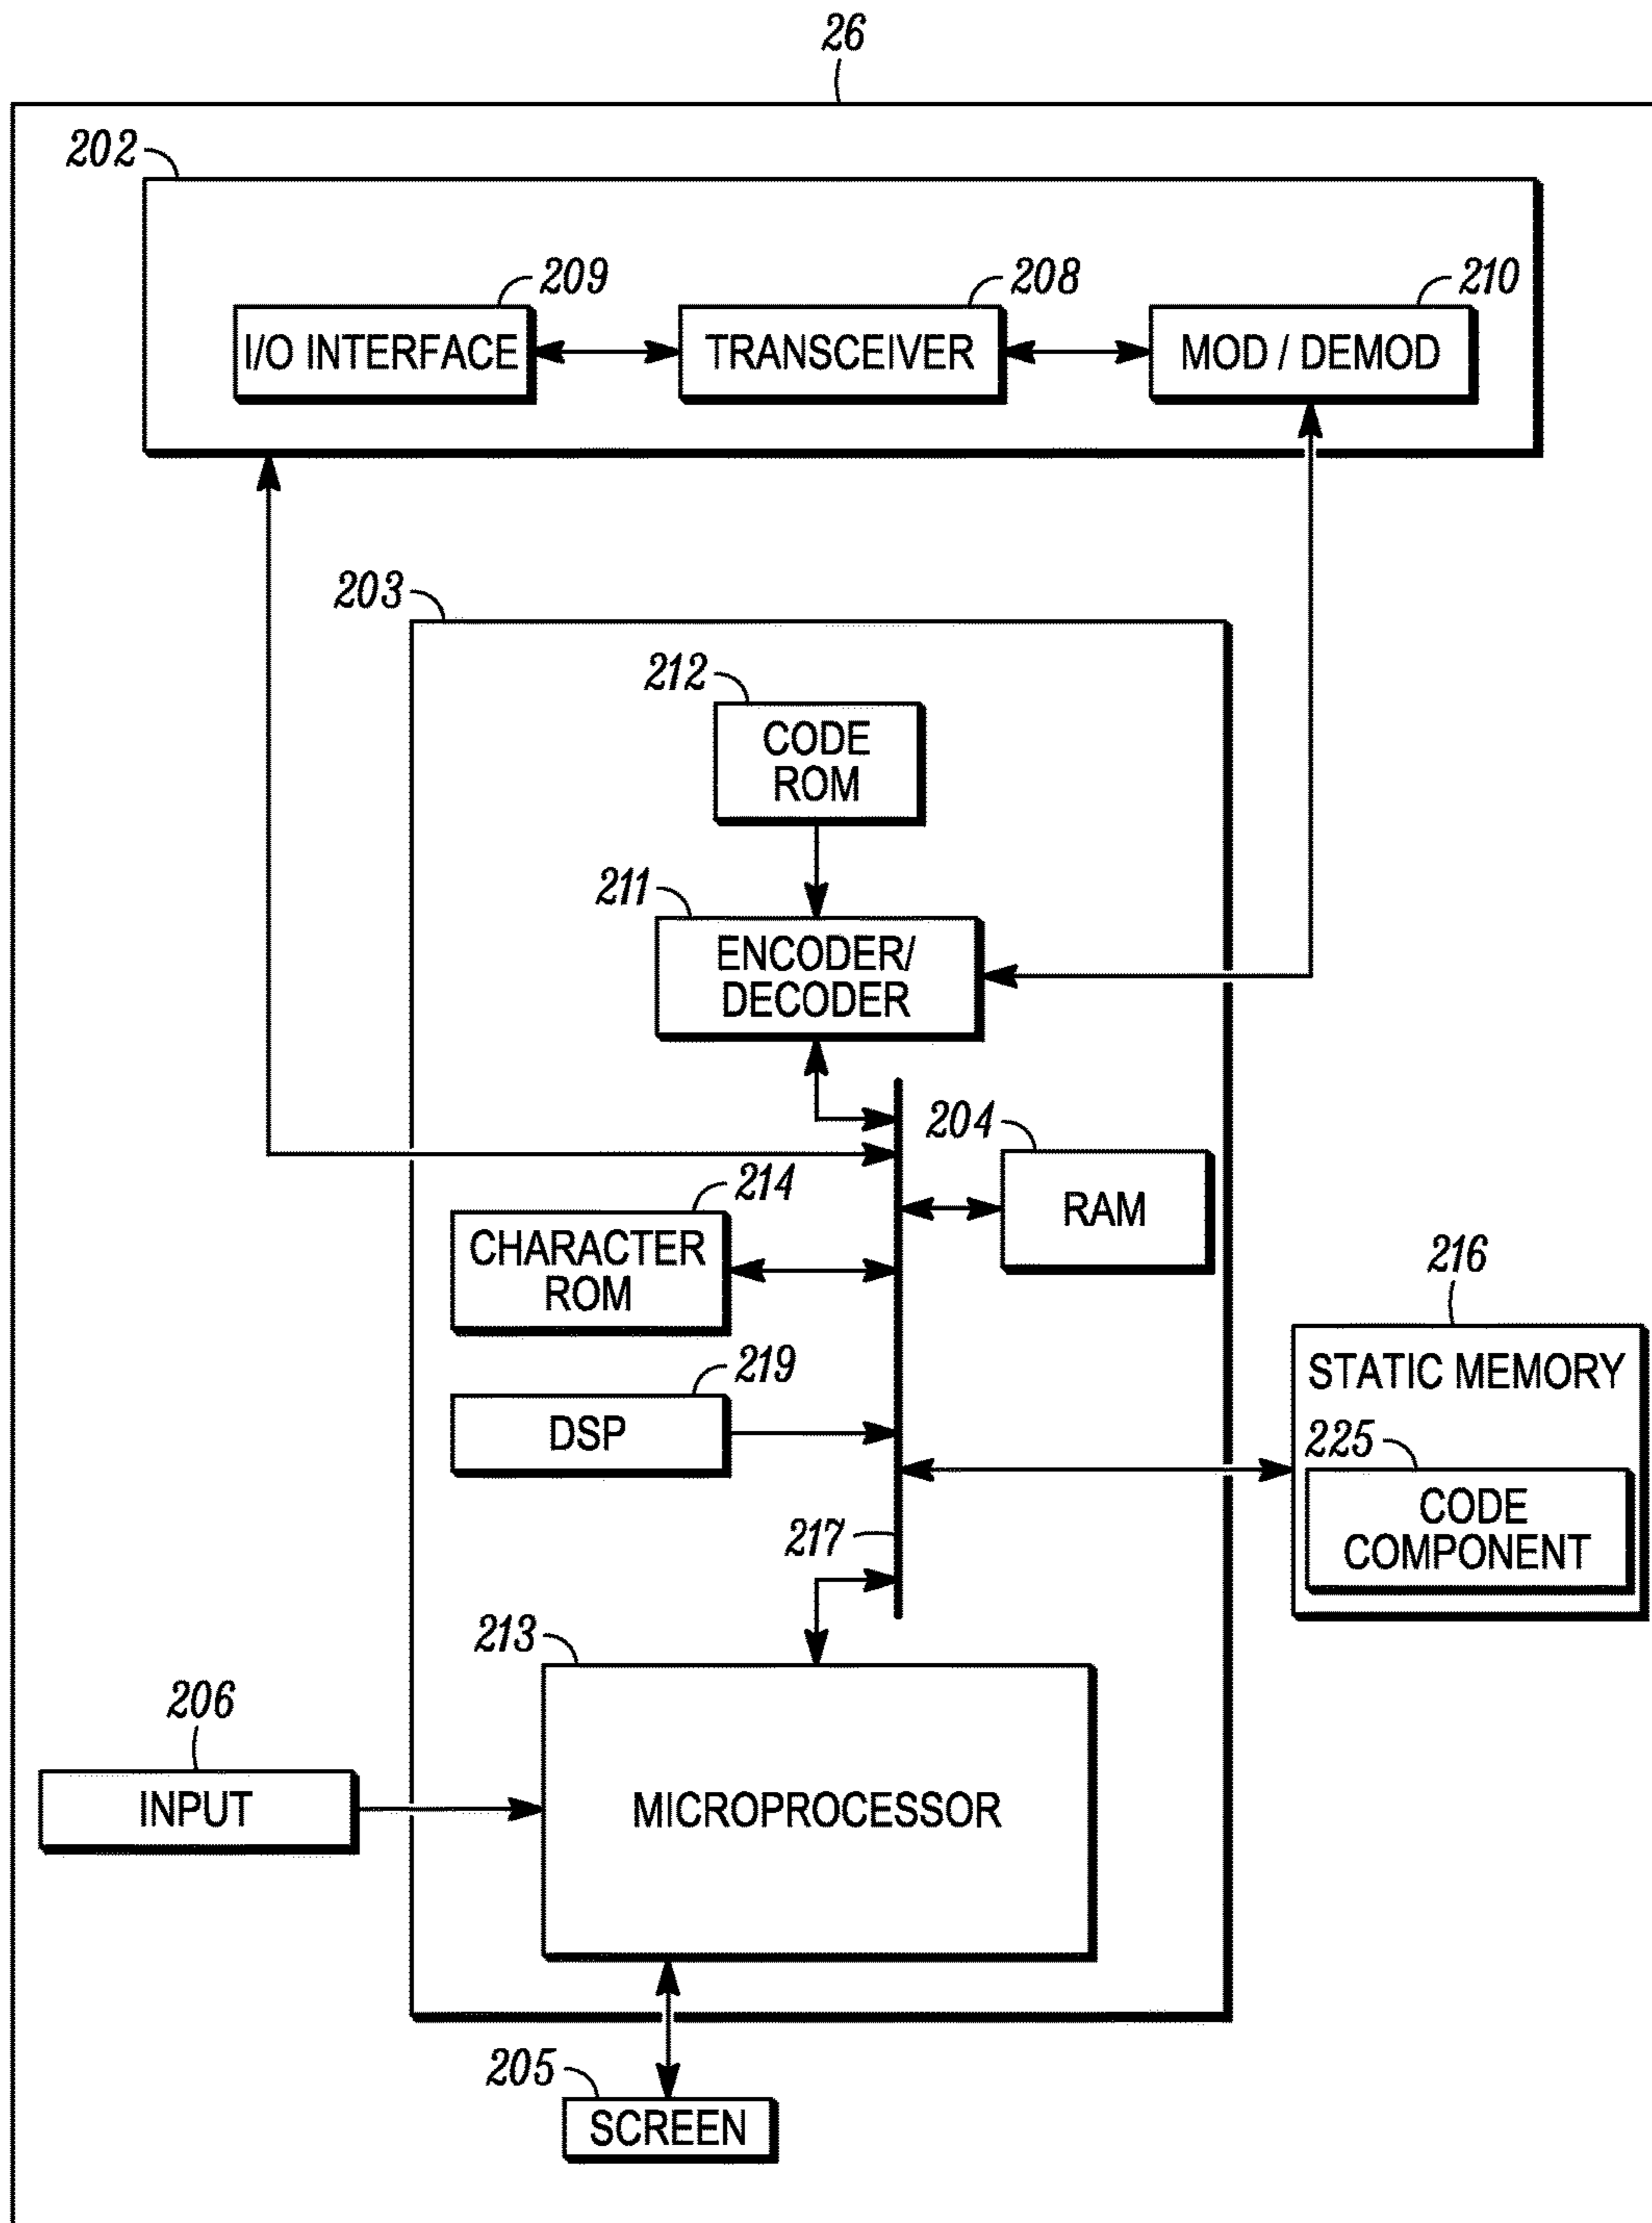 26
202
209
208
210
I/O INTERFACE
TRANSCEIVER
MOD / DEMOD
203
212
CODE
ROM
211
ENCODER/
DECODER
204
RAM
214
CHARACTER
ROM
216
STATIC MEMORY
219
DSP
225
CODE
COMPONENT
217
213
MICROPROCESSOR
206
INPUT
205
SCREEN